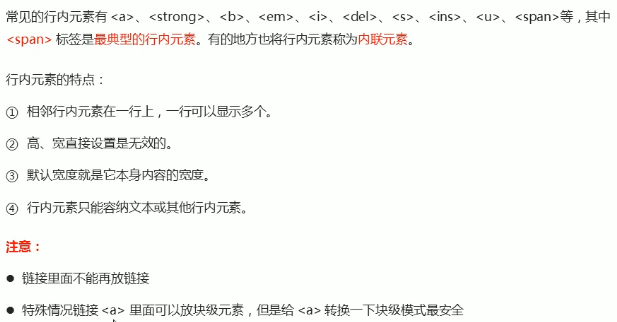 常见的行内元素有 <a>、<strong>、<b>、<em>、<i>、<del>、<s>、<ins>、<u>、<span>等，其中
<span> 标签是最典型的行内元素。有的地方也将行内元素称为内联元素。
行内元素的特点：
① 相邻行内元素在一行上，一行可以显示多个。
② 高、宽直接设置是无效的。
③ 默认宽度就是它本身内容的宽度。
④ 行内元素只能容纳文本或其他行内元素。
注意：
● 链接里面不能再放链接
● 特殊情况链接 <a> 里面可以放块级元素，但是给 <a> 转换一下块级模式最安全